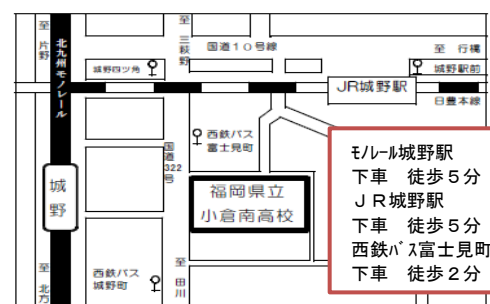 至 片野
北九州モノレール
至 三萩野
国道10号線
至 行橋
城野四ツ角
城野駅前
JR城野駅
日豊本線
西鉄バス
富士見町
国道322号
城野
福岡県立
小倉南高校
至 北方
西鉄バス
城野町
至 田川
ﾓﾉﾚｰﾙ城野駅
下車 徒歩5分
JR城野駅
下車 徒歩5分
西鉄ﾊﾞｽ富士見町
下車 徒歩2分